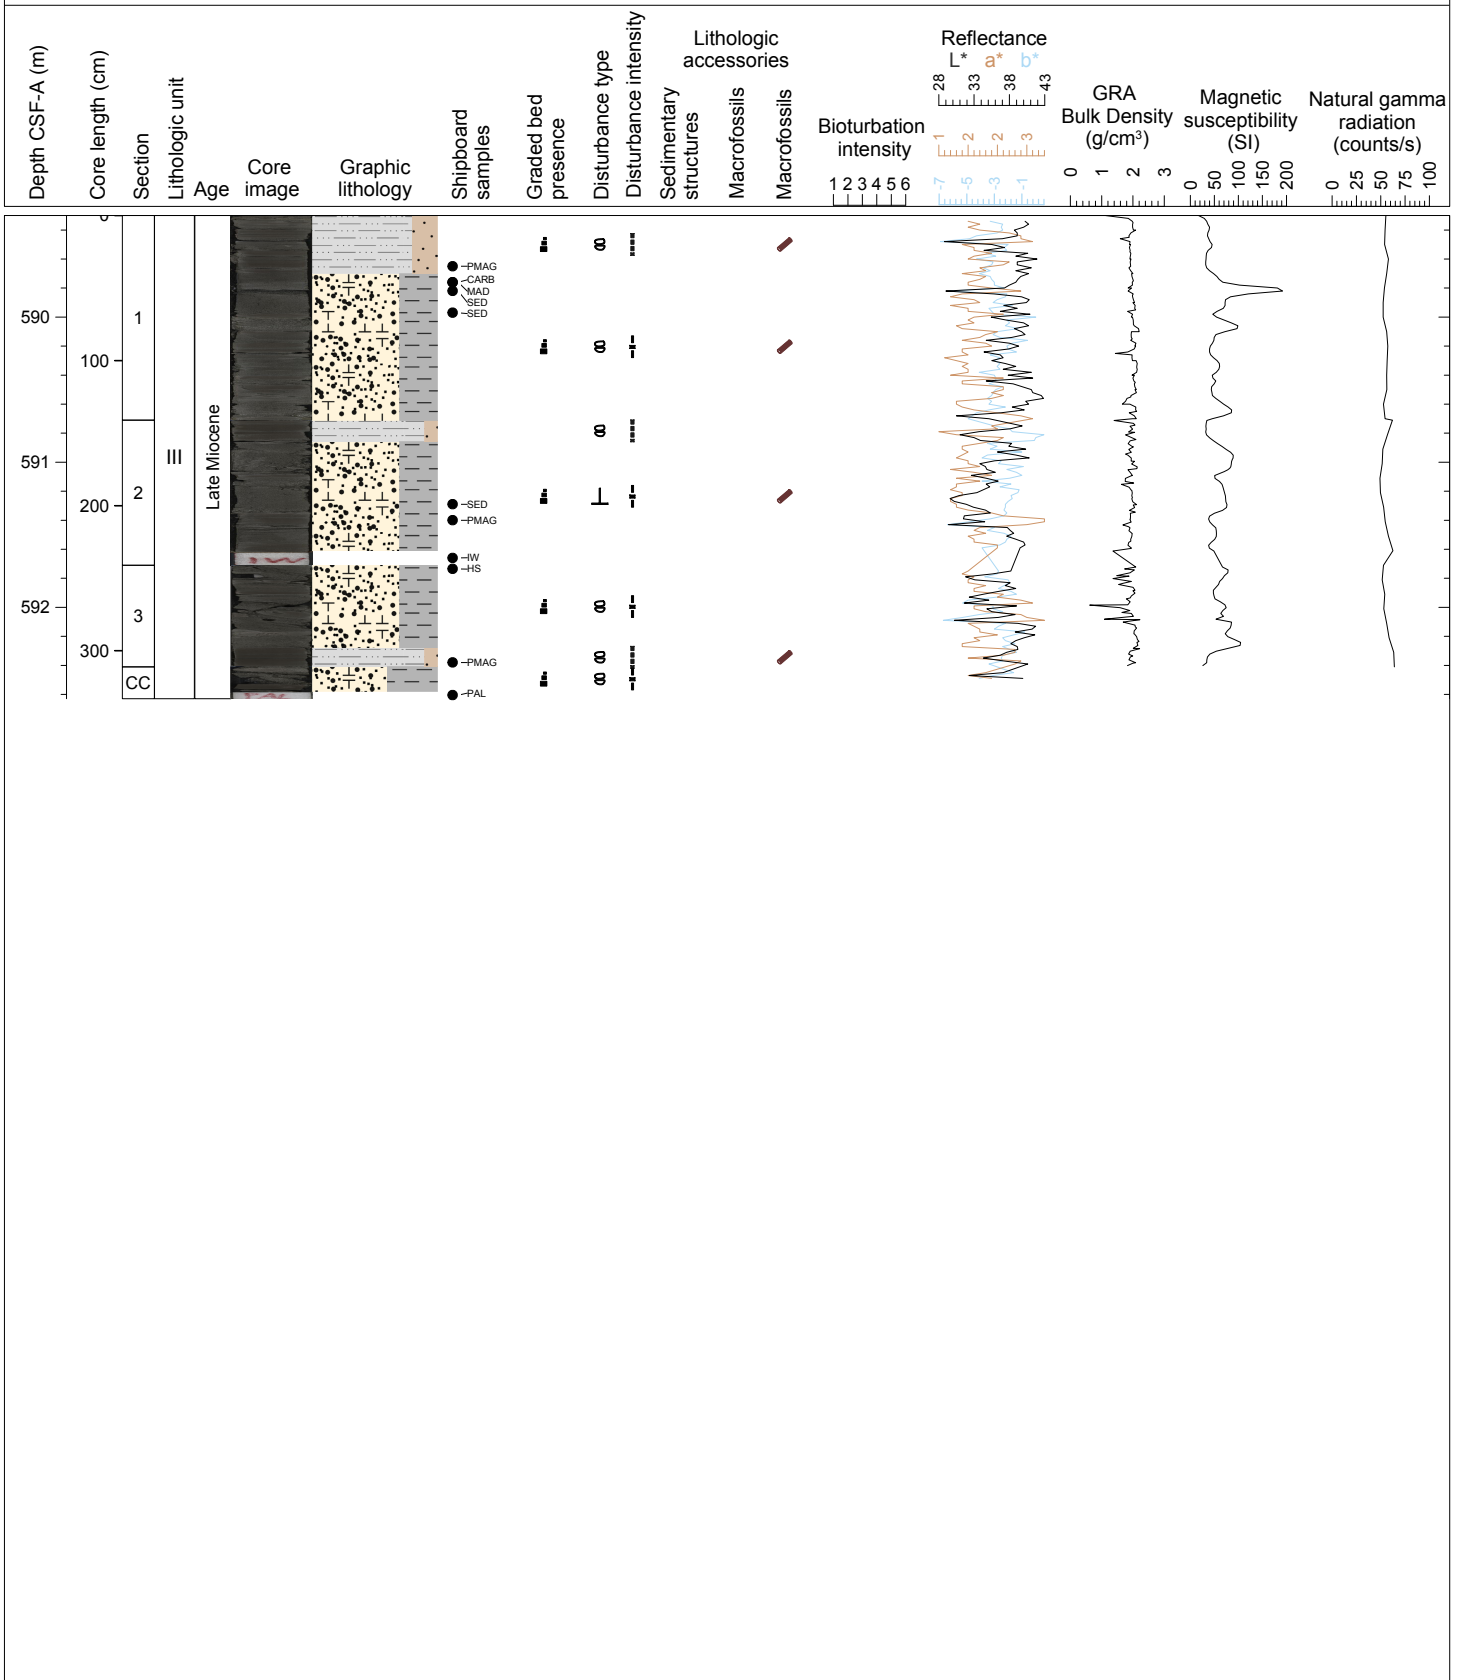 Depth CSF-A (m)
Core length (cm)
Section
Lithologic unit
Age
Core
image
Graphic
lithology
Shipboard
samples
Graded bed
presence
Disturbance type
Disturbance intensity
Lithologic
accessories
Sedimentary
structures
Macrofossils
Macrofossils
Bioturbation
intensity
1 2 3 4 5 6
Reflectance
L* a* b*
28 33 38 43
1 2 2 3
-7 -5 -3 -1
GRA
Bulk Density
(g/cm³)
0 1 2 3
Magnetic
susceptibility
(SI)
0 50 100 150 200
Natural gamma
radiation
(counts/s)
0 25 50 75 100
0
PMAG
CARB
MAD
SED
SED
590
1
100
Late Miocene
III
591
2
200
SED
PMAG
IW
HS
592
3
300
PMAG
CC
PAL